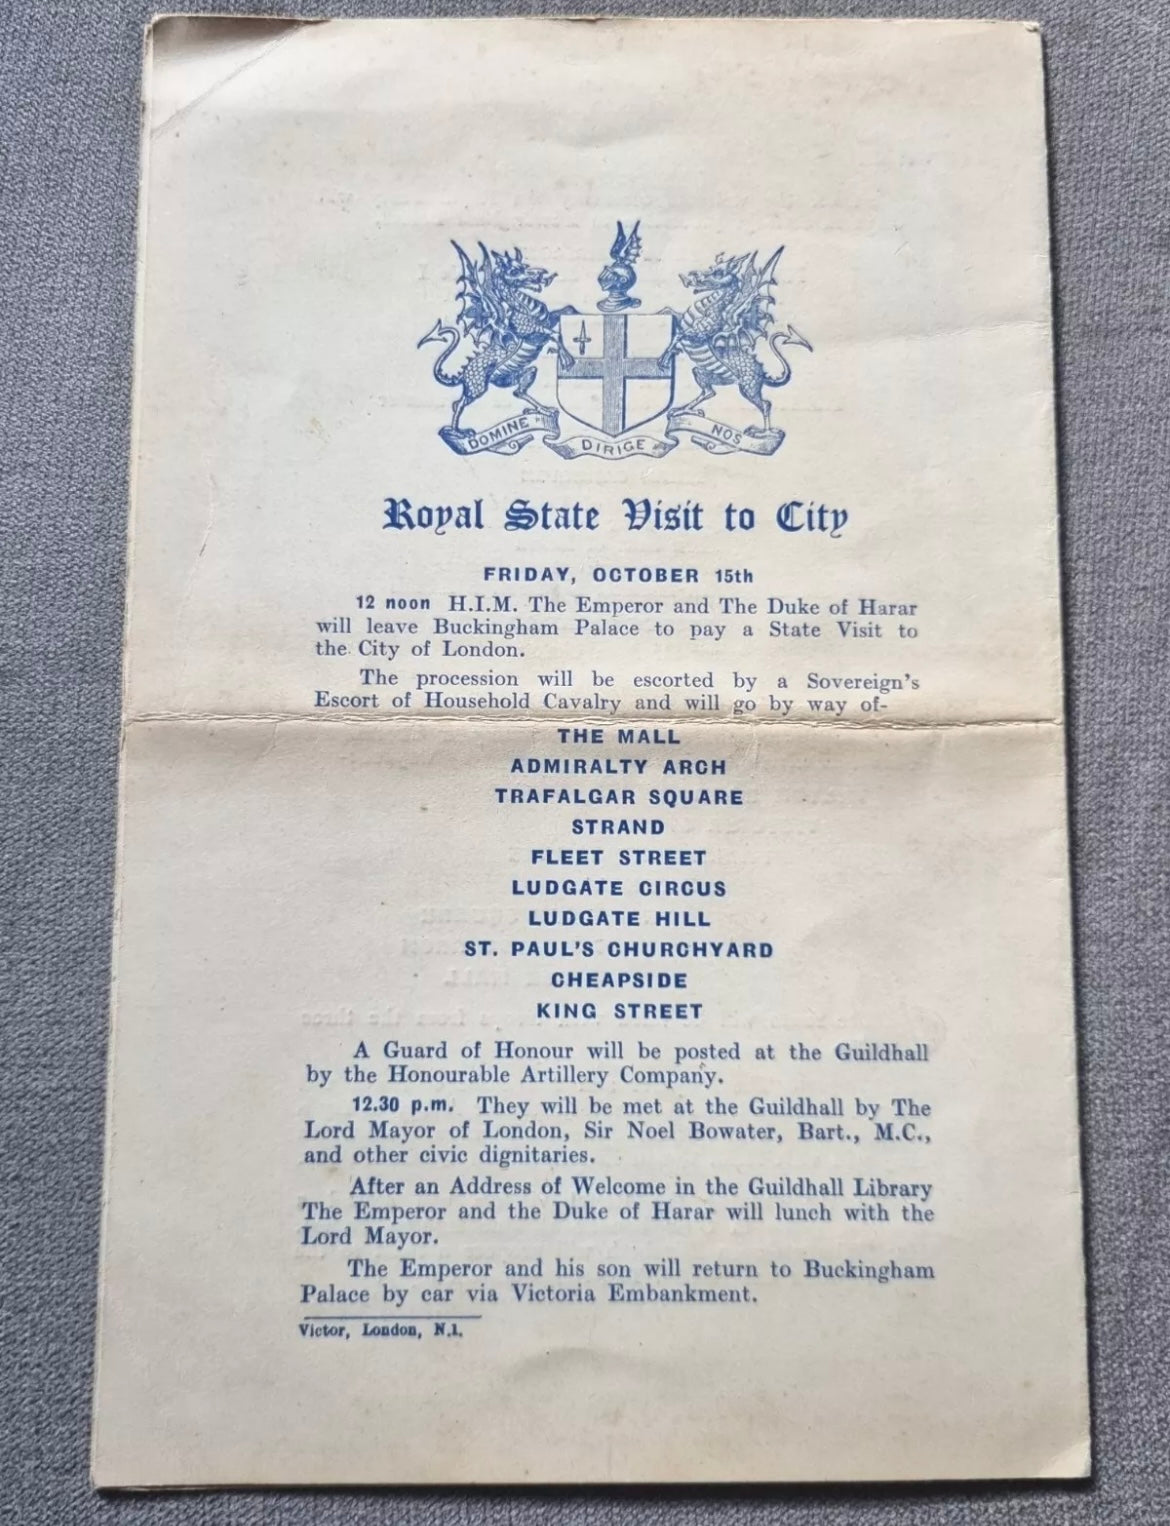 DOMINE DIRIGE NOS
Royal State Visit to City
FRIDAY, OCTOBER 15th
12 noon H.I.M. The Emperor and The Duke of Harar
will leave Buckingham Palace to pay a State Visit to
the City of London.
The procession will be escorted by a Sovereign's
Escort of Household Cavalry and will go by way of-
THE MALL
ADMIRALTY ARCH
TRAFALGAR SQUARE
STRAND
FLEET STREET
LUDGATE CIRCUS
LUDGATE HILL
ST. PAUL'S CHURCHYARD
CHEAPSIDE
KING STREET
A Guard of Honour will be posted at the Guildhall
by the Honourable Artillery Company.
12.30 p.m. They will be met at the Guildhall by The
Lord Mayor of London, Sir Noel Bowater, Bart., M.C.,
and other civic dignitaries.
After an Address of Welcome in the Guildhall Library
The Emperor and the Duke of Harar will lunch with the
Lord Mayor.
The Emperor and his son will return to Buckingham
Palace by car via Victoria Embankment.
Victor, London, N.1.